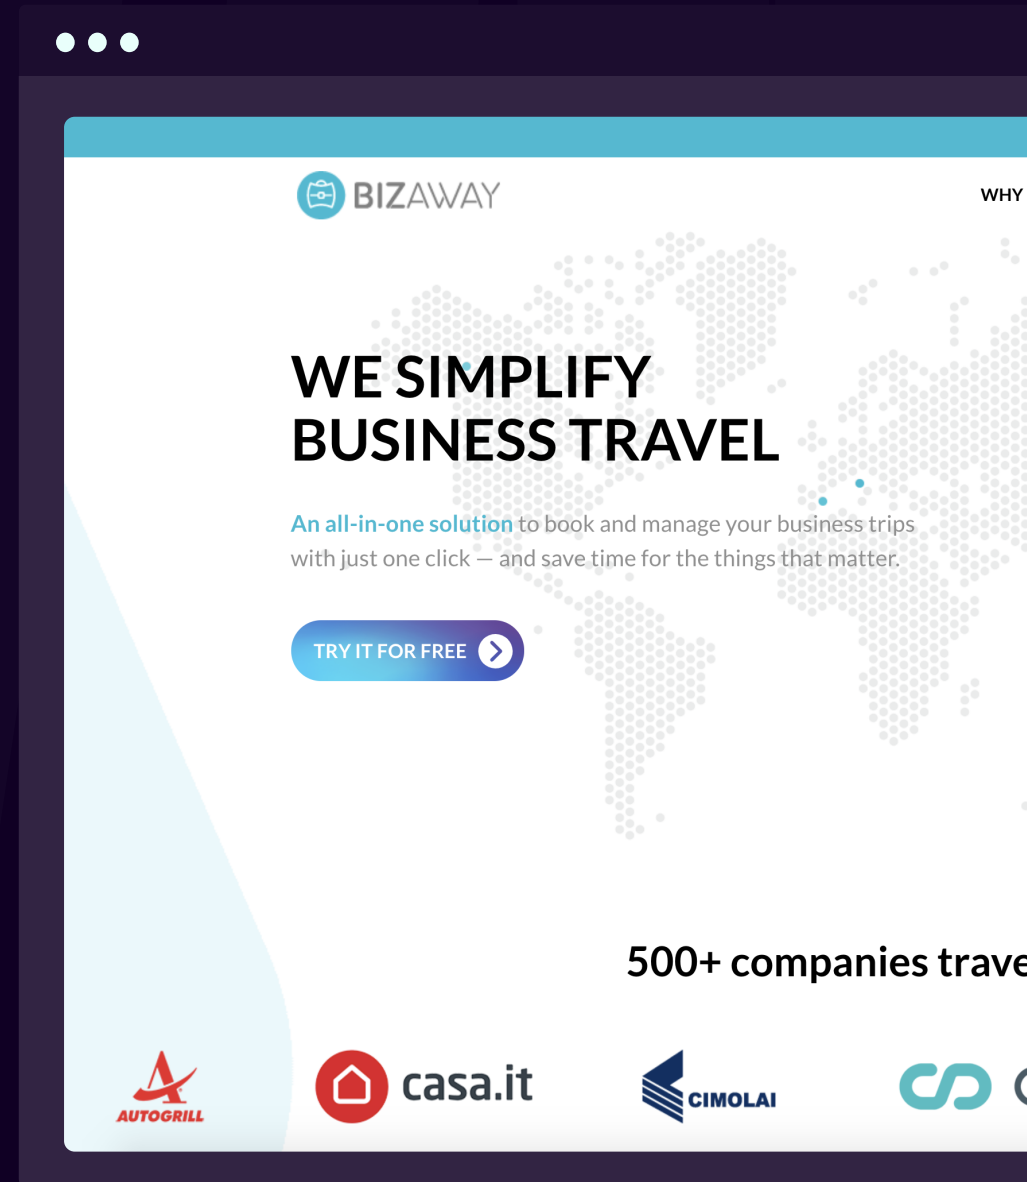 BIZAWAY
WHY
WE SIMPLIFY
BUSINESS TRAVEL
An all-in-one solution to book and manage your business trips
with just one click — and save time for the things that matter.
TRY IT FOR FREE
500+ companies trave
AUTOGRILL
casa.it
CIMOLAI